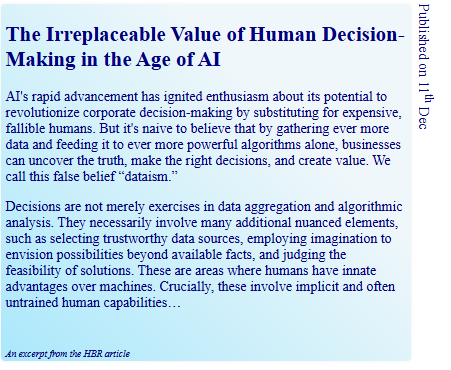 The Irreplaceable Value of Human Decision-
Making in the Age of AI
AI's rapid advancement has ignited enthusiasm about its potential to
revolutionize corporate decision-making by substituting for expensive,
fallible humans. But it's naive to believe that by gathering ever more
data and feeding it to ever more powerful algorithms alone, businesses
can uncover the truth, make the right decisions, and create value. We
call this false belief “dataism.”
Decisions are not merely exercises in data aggregation and algorithmic
analysis. They necessarily involve many additional nuanced elements,
such as selecting trustworthy data sources, employing imagination to
envision possibilities beyond available facts, and judging the
feasibility of solutions. These are areas where humans have innate
advantages over machines. Crucially, these involve implicit and often
untrained human capabilities…
An excerpt from the HBR article
Published on 11th Dec